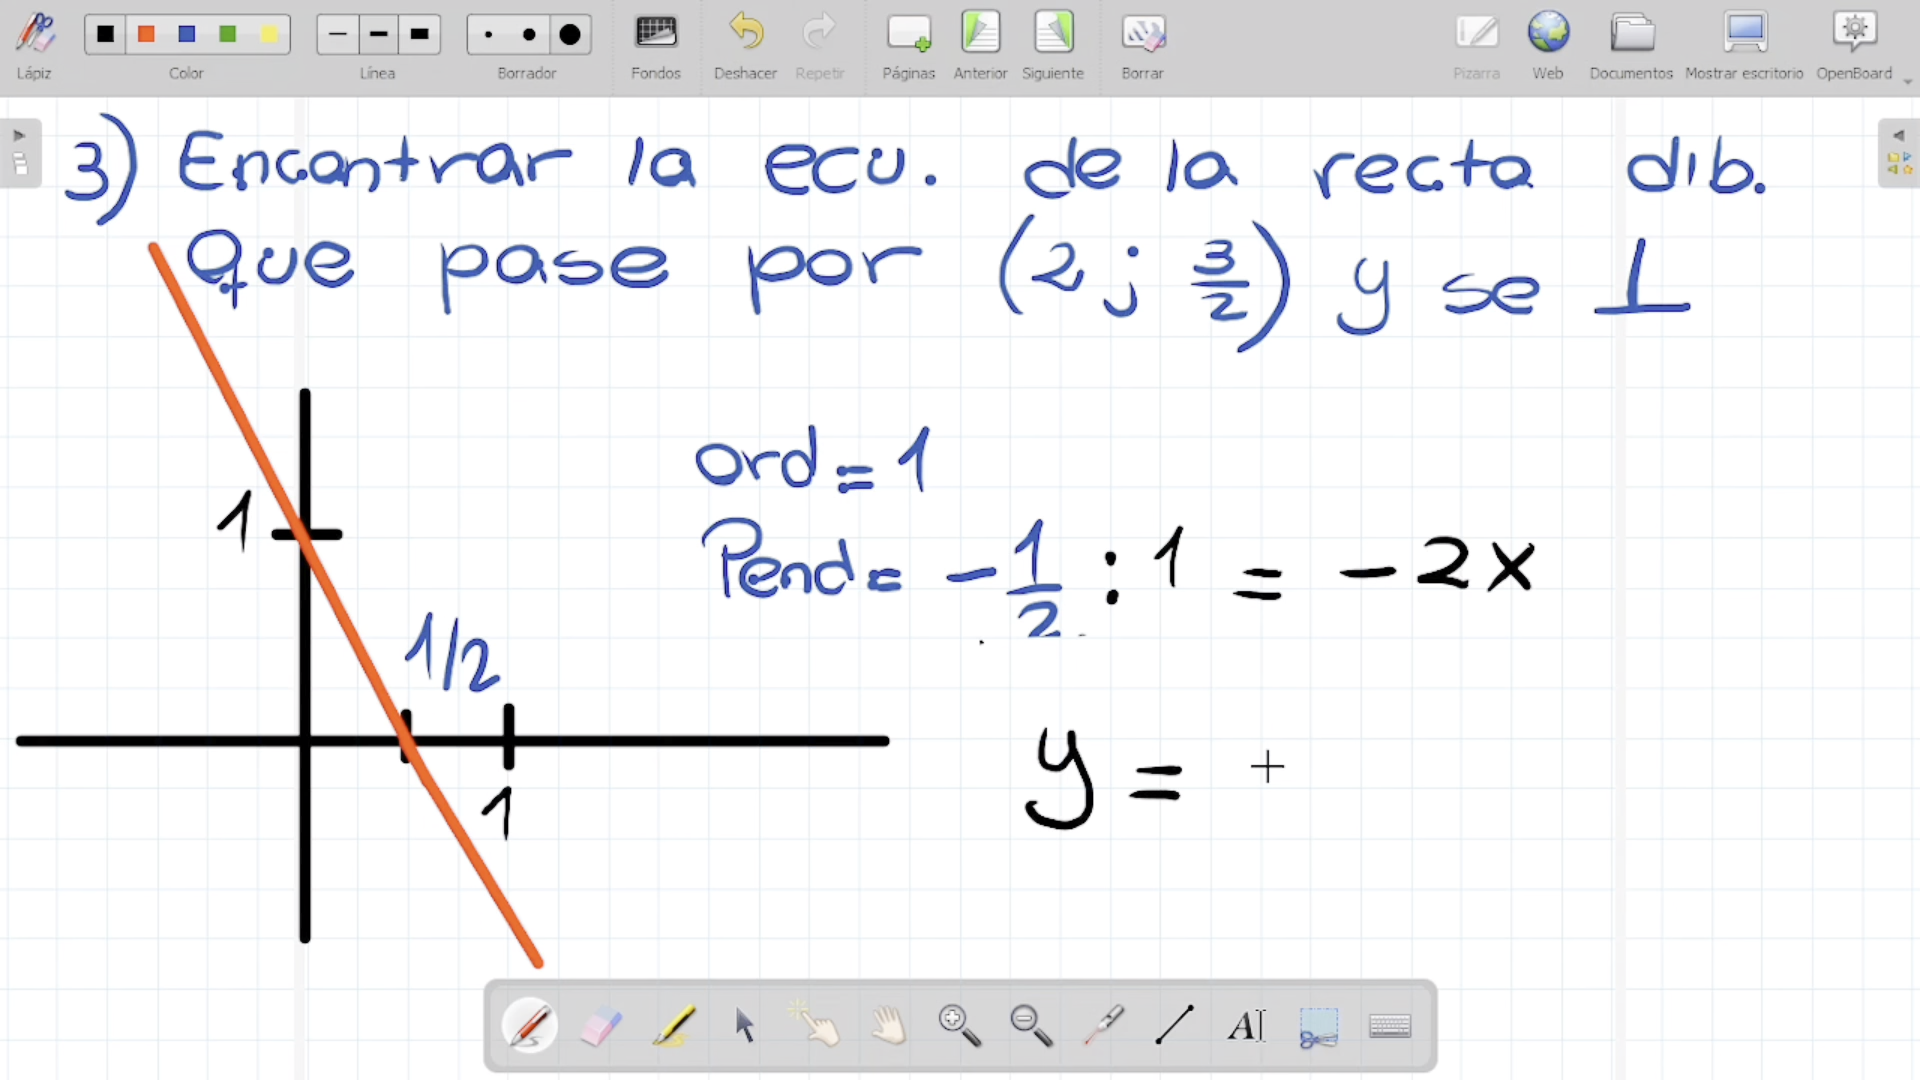 Lápiz Color Línea Borrador Fondos Deshacer Repetir Páginas Anterior Siguiente Borrar Pizarra Web Documentos Mostrar escritorio OpenBoard
3) Encontrar la ecu. de la recta dib.
Que pase por (2 ; 3/2) y se ⊥
ord = 1
1
Pend = - 1/2 : 1 = - 2x
1/2
y =
1